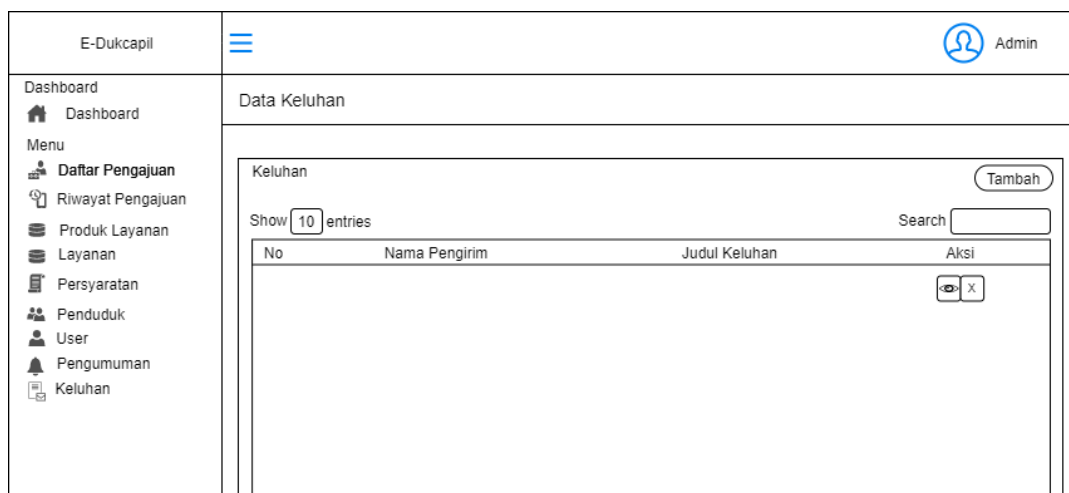 E-Dukcapil
Admin
Dashboard
Dashboard
Menu
Daftar Pengajuan
Riwayat Pengajuan
Produk Layanan
Layanan
Persyaratan
Penduduk
User
Pengumuman
Keluhan
Data Keluhan
Keluhan
Tambah
Show 10 entries
Search
No Nama Pengirim Judul Keluhan Aksi
X